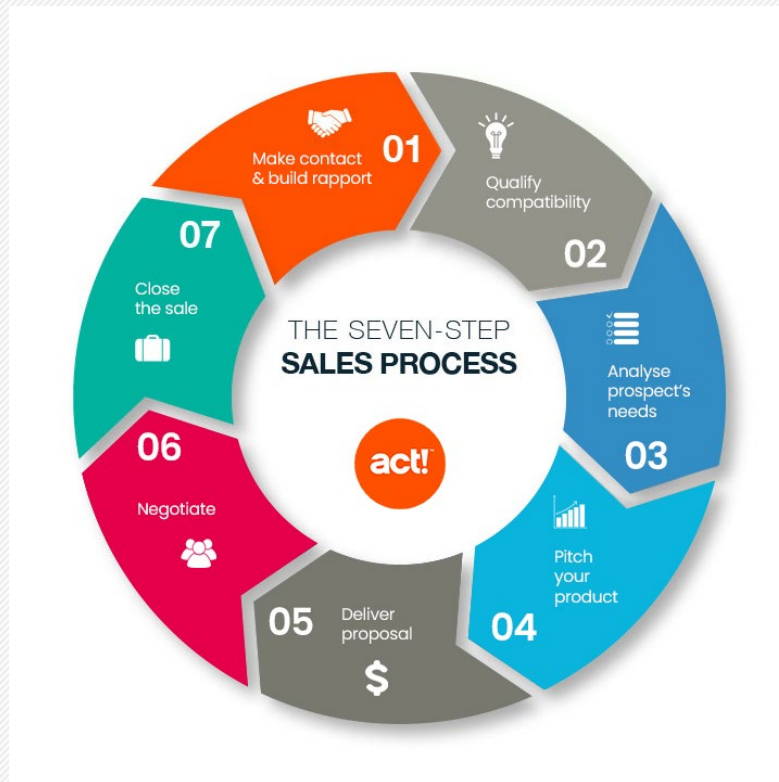 THE SEVEN-STEP
SALES PROCESS
act!™
01
Make contact
& build rapport
02
Qualify
compatibility
03
Analyse
prospect's
needs
04
Pitch
your
product
05
Deliver
proposal
$
06
Negotiate
07
Close
the sale